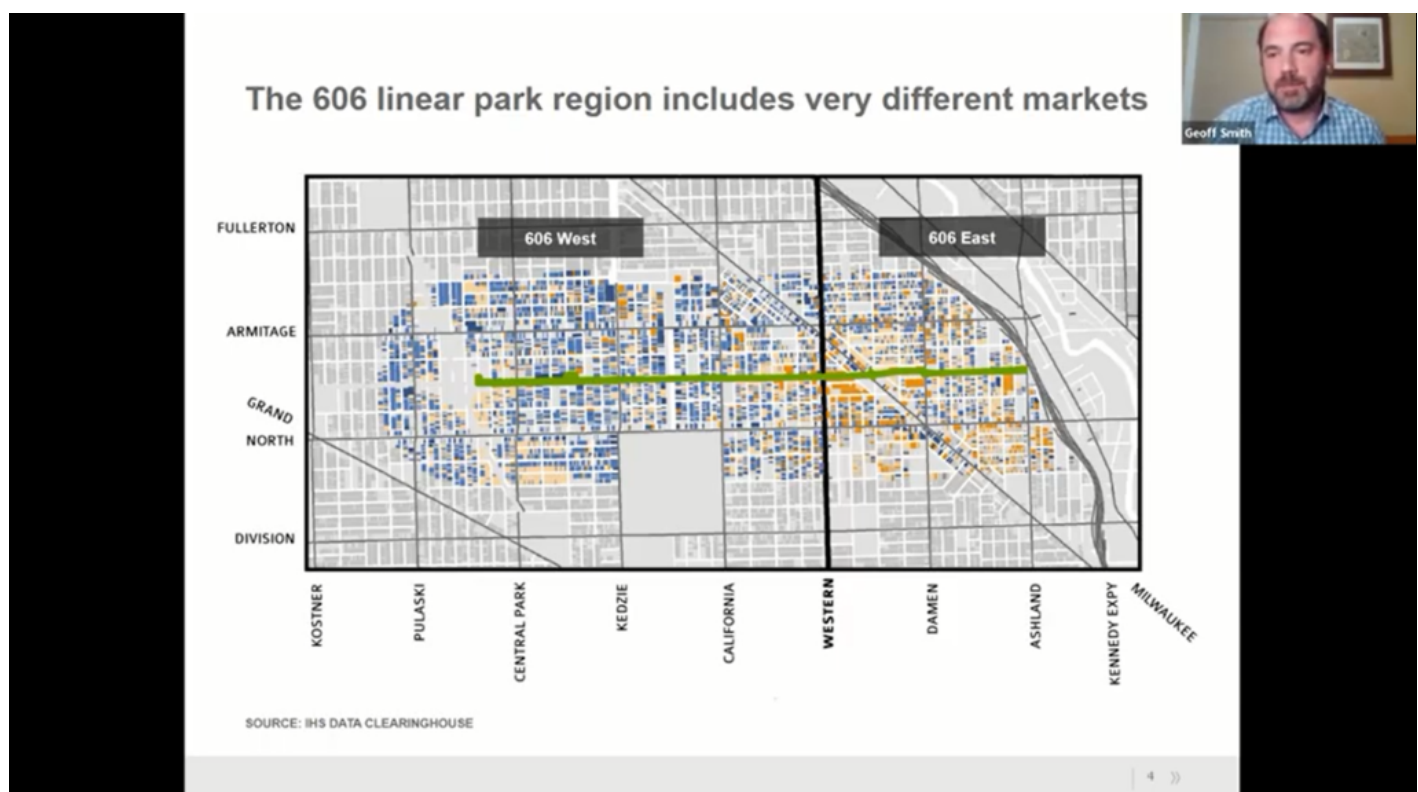 The 606 linear park region includes very different markets
Geoff Smith
606 West
606 East
FULLERTON
ARMITAGE
GRAND
NORTH
DIVISION
KOSTNER
PULASKI
CENTRAL PARK
KEDZIE
CALIFORNIA
WESTERN
DAMEN
ASHLAND
KENNEDY EXPY
MILWAUKEE
SOURCE: IHS DATA CLEARINGHOUSE
4 »